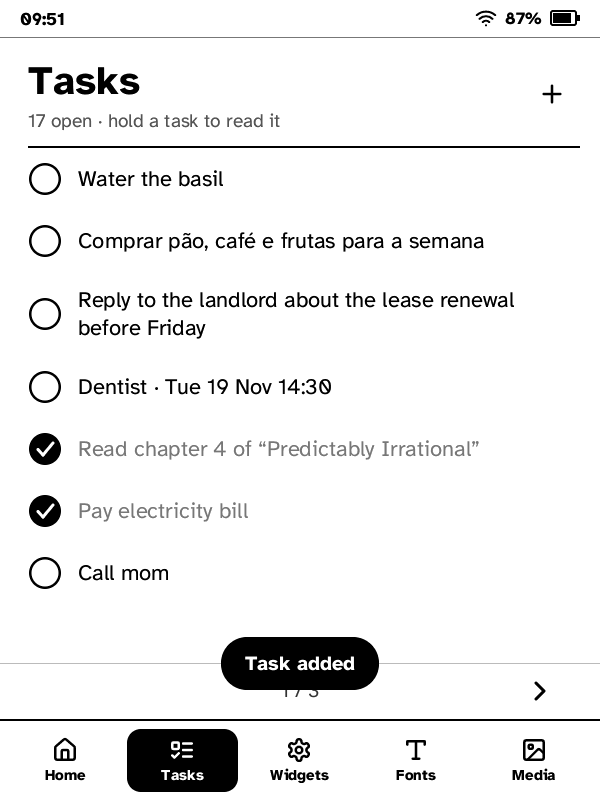 09:51
87%
Tasks
17 open · hold a task to read it
Water the basil
Comprar pão, café e frutas para a semana
Reply to the landlord about the lease renewal
before Friday
Dentist · Tue 19 Nov 14:30
Read chapter 4 of “Predictably Irrational”
Pay electricity bill
Call mom
Task added
Home
Tasks
Widgets
Fonts
Media